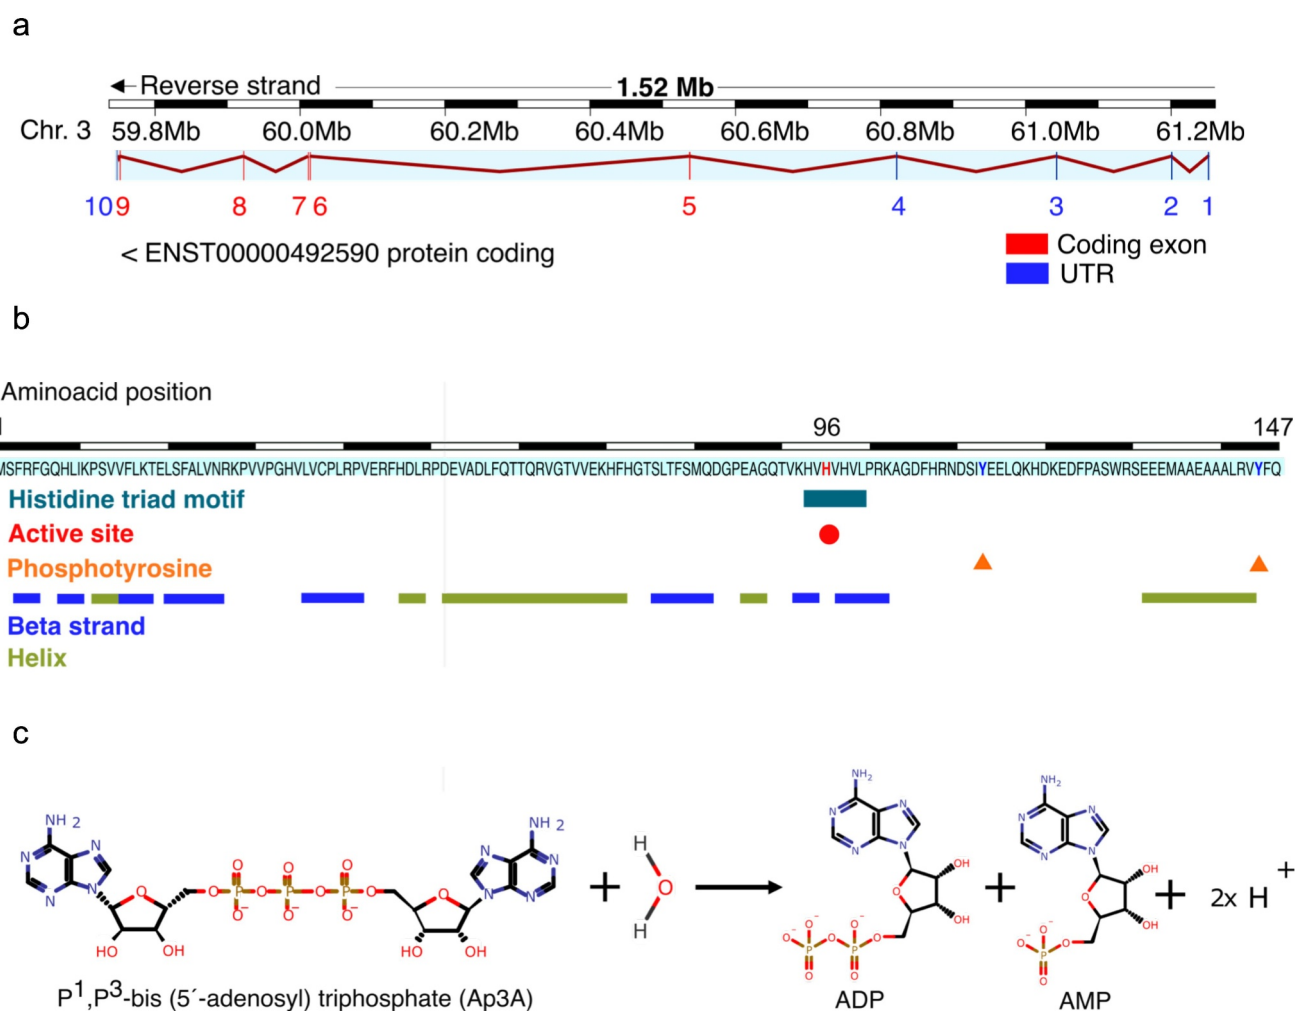 a
← Reverse strand 1.52 Mb
Chr. 3 59.8Mb 60.0Mb 60.2Mb 60.4Mb 60.6Mb 60.8Mb 61.0Mb 61.2Mb
10 9 8 7 6 5 4 3 2 1
< ENST00000492590 protein coding
Coding exon
UTR
b
Aminoacid position
1 96 147
MSFRFGQHLIKPSVVFLKTELSFALVNRKPVVPGHVLVCPLRPVERFHDLRPDEVADLFQTTQRVGTVVEKHFHGTSLTFSMQDGPEAGQTVKHVHVHVLPRKAGDFHRNDSIYEELQKHDKEDFPASWRSEEEMAAEAAALRVYFQ
Histidine triad motif
Active site
Phosphotyrosine
Beta strand
Helix
c
NH 2 NH 2 NH2 NH2
N N N N N N N N N N N N N N N N
O O O O O O O O O O⁻ O⁻ O⁻ P P P
HO OH HO OH
H O H
O⁻ O⁻ O O O O O P P OH OH
O⁻ O⁻ O O O P OH OH
+ + + 2x H +
P1,P3-bis (5´-adenosyl) triphosphate (Ap3A)
ADP
AMP